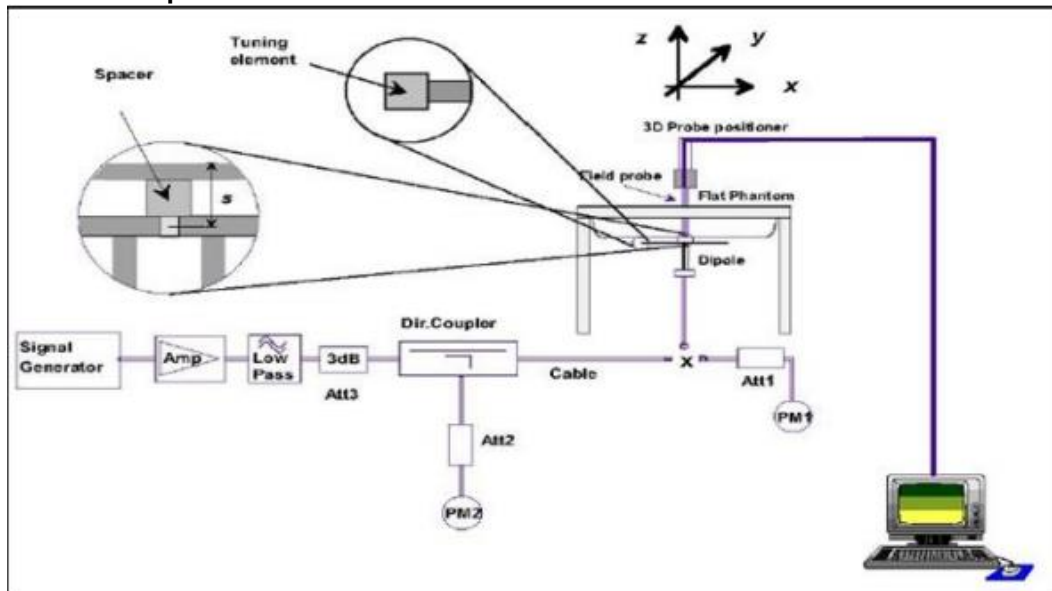 Tuning
element
Spacer
s
z
y
x
3D Probe positioner
Field probe
Flat Phantom
Dipole
Signal
Generator
Amp
Low
Pass
3dB
Att3
Dir.Coupler
Cable
x
Att1
PM1
Att2
PM2